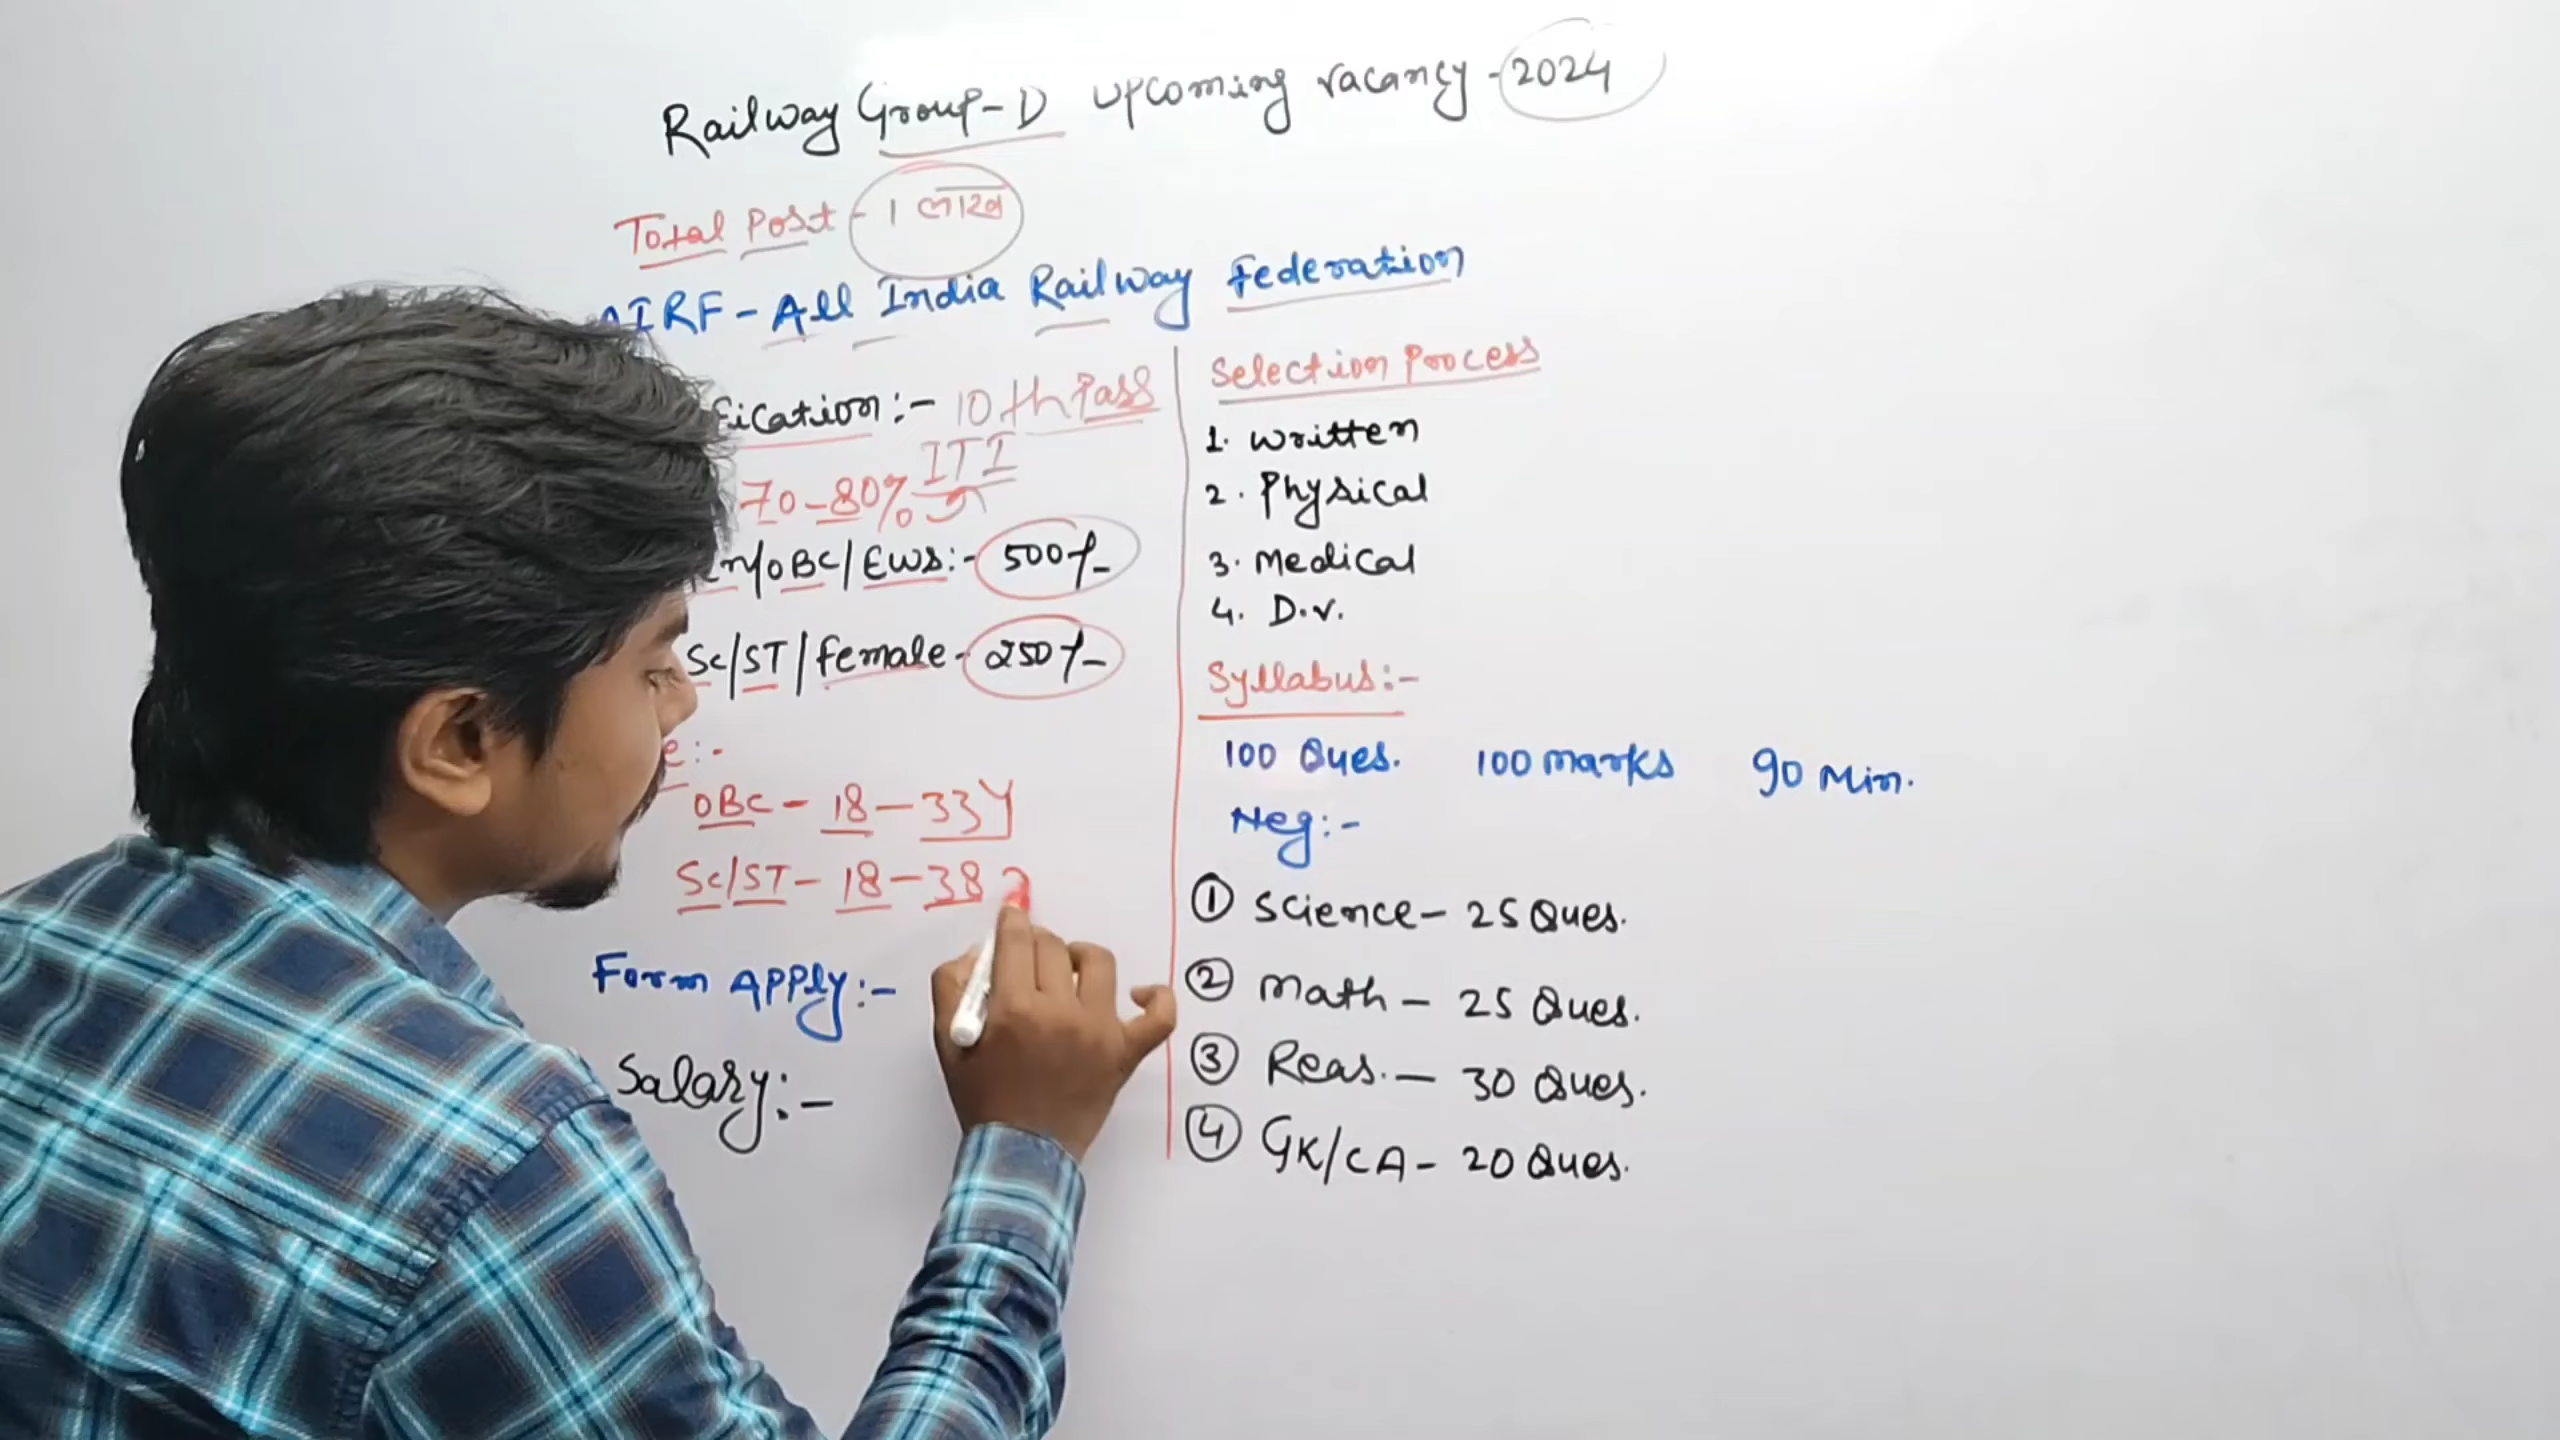 Railway Group-D upcoming vacancy - 2024
Total Post - 1 लाख
AIRF - All India Railway Federation
fication :- 10th Pass
70-80% ITI
en/OBC/EWS:- 500/-
SC/ST/female - 250/-
e:-
OBC - 18 - 33Y
SC/ST - 18 - 38
Form Apply:-
Salary:-
Selection Process
1. written
2. Physical
3. Medical
4. D.V.
Syllabus:-
100 Ques. 100 marks 90 Min.
Neg:-
① Science - 25 Ques.
② Math - 25 Ques.
③ Reas. - 30 Ques.
④ GK/CA - 20 Ques.